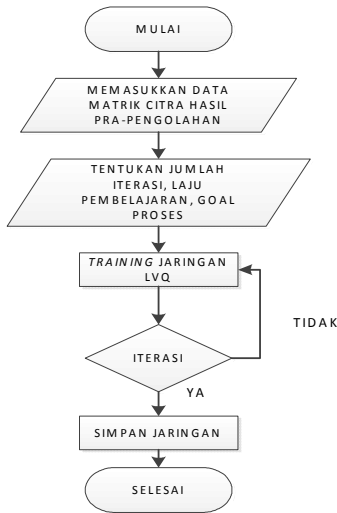 MULAI
MEMASUKKAN DATA
MATRIK CITRA HASIL
PRA-PENGOLAHAN
TENTUKAN JUMLAH
ITERASI, LAJU
PEMBELAJARAN, GOAL
PROSES
TRAINING JARINGAN
LVQ
TIDAK
ITERASI
YA
SIMPAN JARINGAN
SELESAI